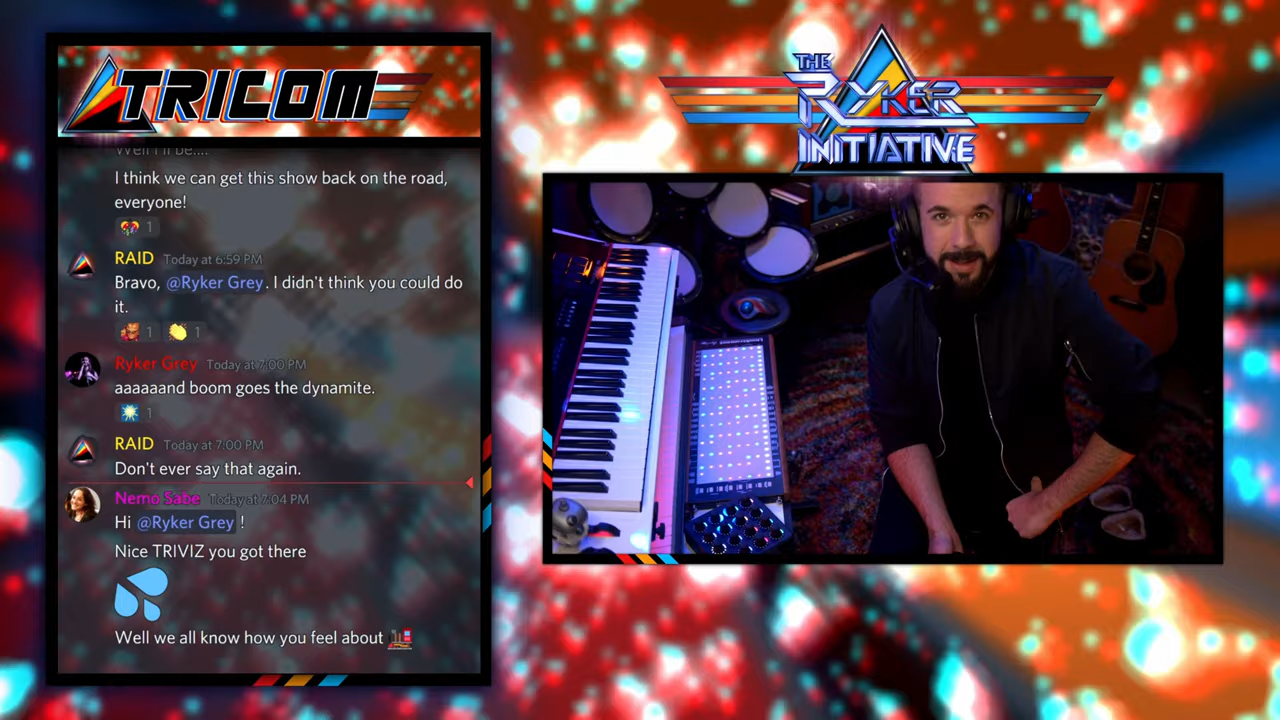 TRICOM
Well I'll be....
I think we can get this show back on the road,
everyone!
1
RAID Today at 6:59 PM
Bravo, @Ryker Grey. I didn't think you could do
it.
1 1
Ryker Grey Today at 7:00 PM
aaaaaand boom goes the dynamite.
1
RAID Today at 7:00 PM
Don't ever say that again.
Nemo Sabe Today at 7:04 PM
Hi @Ryker Grey !
Nice TRIVIZ you got there
Well we all know how you feel about
THE
RYKER
INITIATIVE